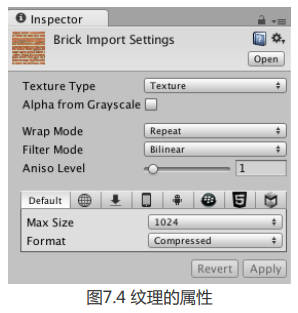 Inspector
Brick Import Settings
Open
Texture Type Texture
Alpha from Grayscale
Wrap Mode Repeat
Filter Mode Bilinear
Aniso Level 1
Default
Max Size 1024
Format Compressed
Revert Apply
图7.4 纹理的属性